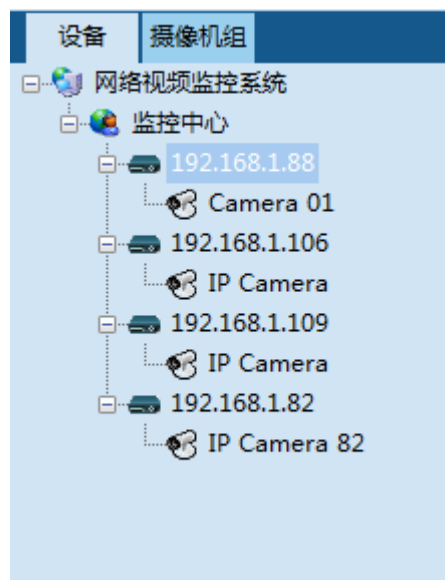 设备 摄像机组
网络视频监控系统
监控中心
192.168.1.88
Camera 01
192.168.1.106
IP Camera
192.168.1.109
IP Camera
192.168.1.82
IP Camera 82